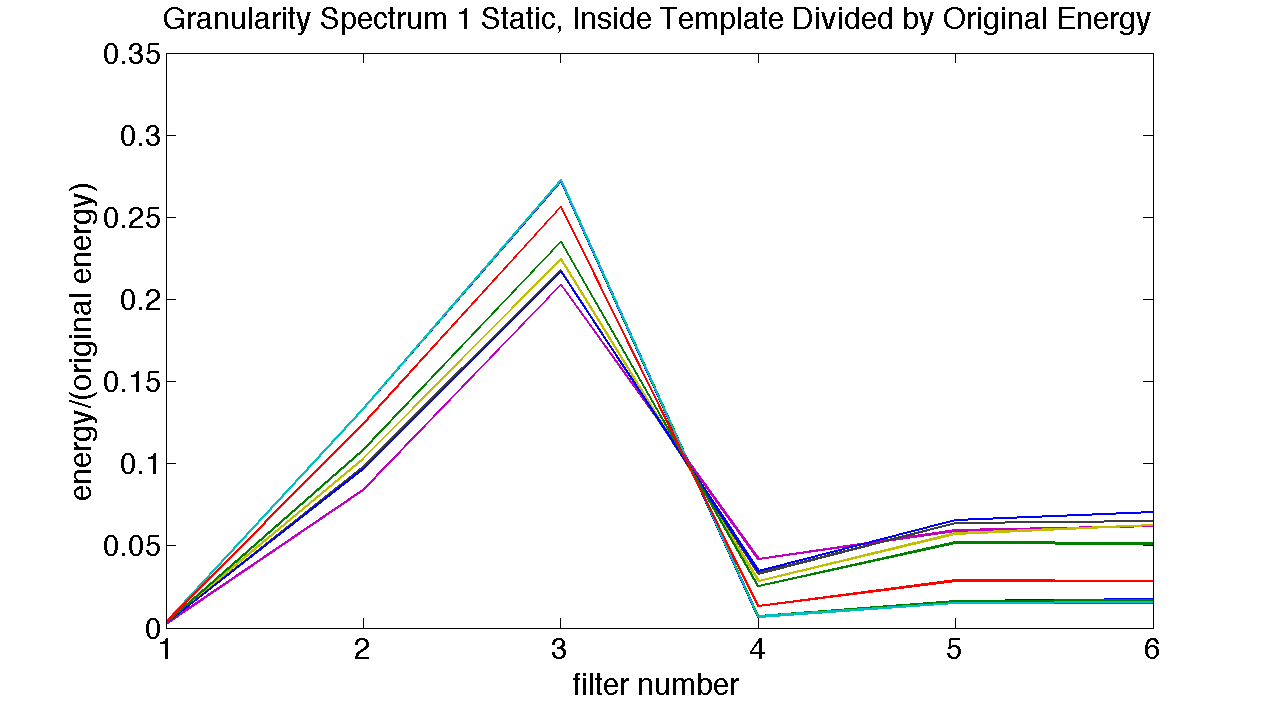 Granularity Spectrum 1 Static, Inside Template Divided by Original Energy
0.35
0.3
0.25
0.2
0.15
0.1
0.05
0
energy/(original energy)
1 2 3 4 5 6
filter number